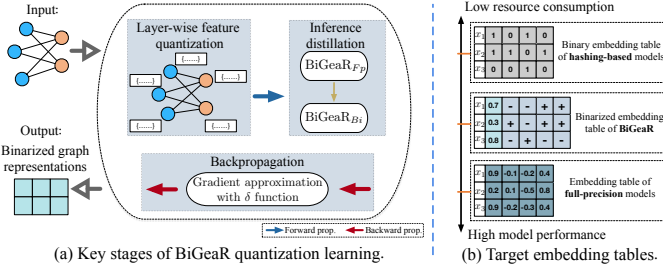 Input:
Layer-wise feature
quantization
{......}
{......}
{......}
{......}
{......}
Inference
distillation
BiGeaR_Fp
BiGeaR_Bi
Output:
Binarized graph
representations
Backpropagation
Gradient approximation
with δ function
Forward prop.
Backward prop.
(a) Key stages of BiGeaR quantization learning.
Low resource consumption
x1 1 0 1 0
x2 1 1 0 1
x3 0 0 1 0
Binary embedding table
of hashing-based models
x1 0.7 - - + +
x2 0.3 + - + +
x3 0.8 - + - -
Binarized embedding
table of BiGeaR
x1 0.9 -0.1 -0.2 0.4
x2 0.2 0.1 -0.5 0.8
x3 0.9 -0.2 -0.3 0.4
Embedding table of
full-precision models
High model performance
(b) Target embedding tables.